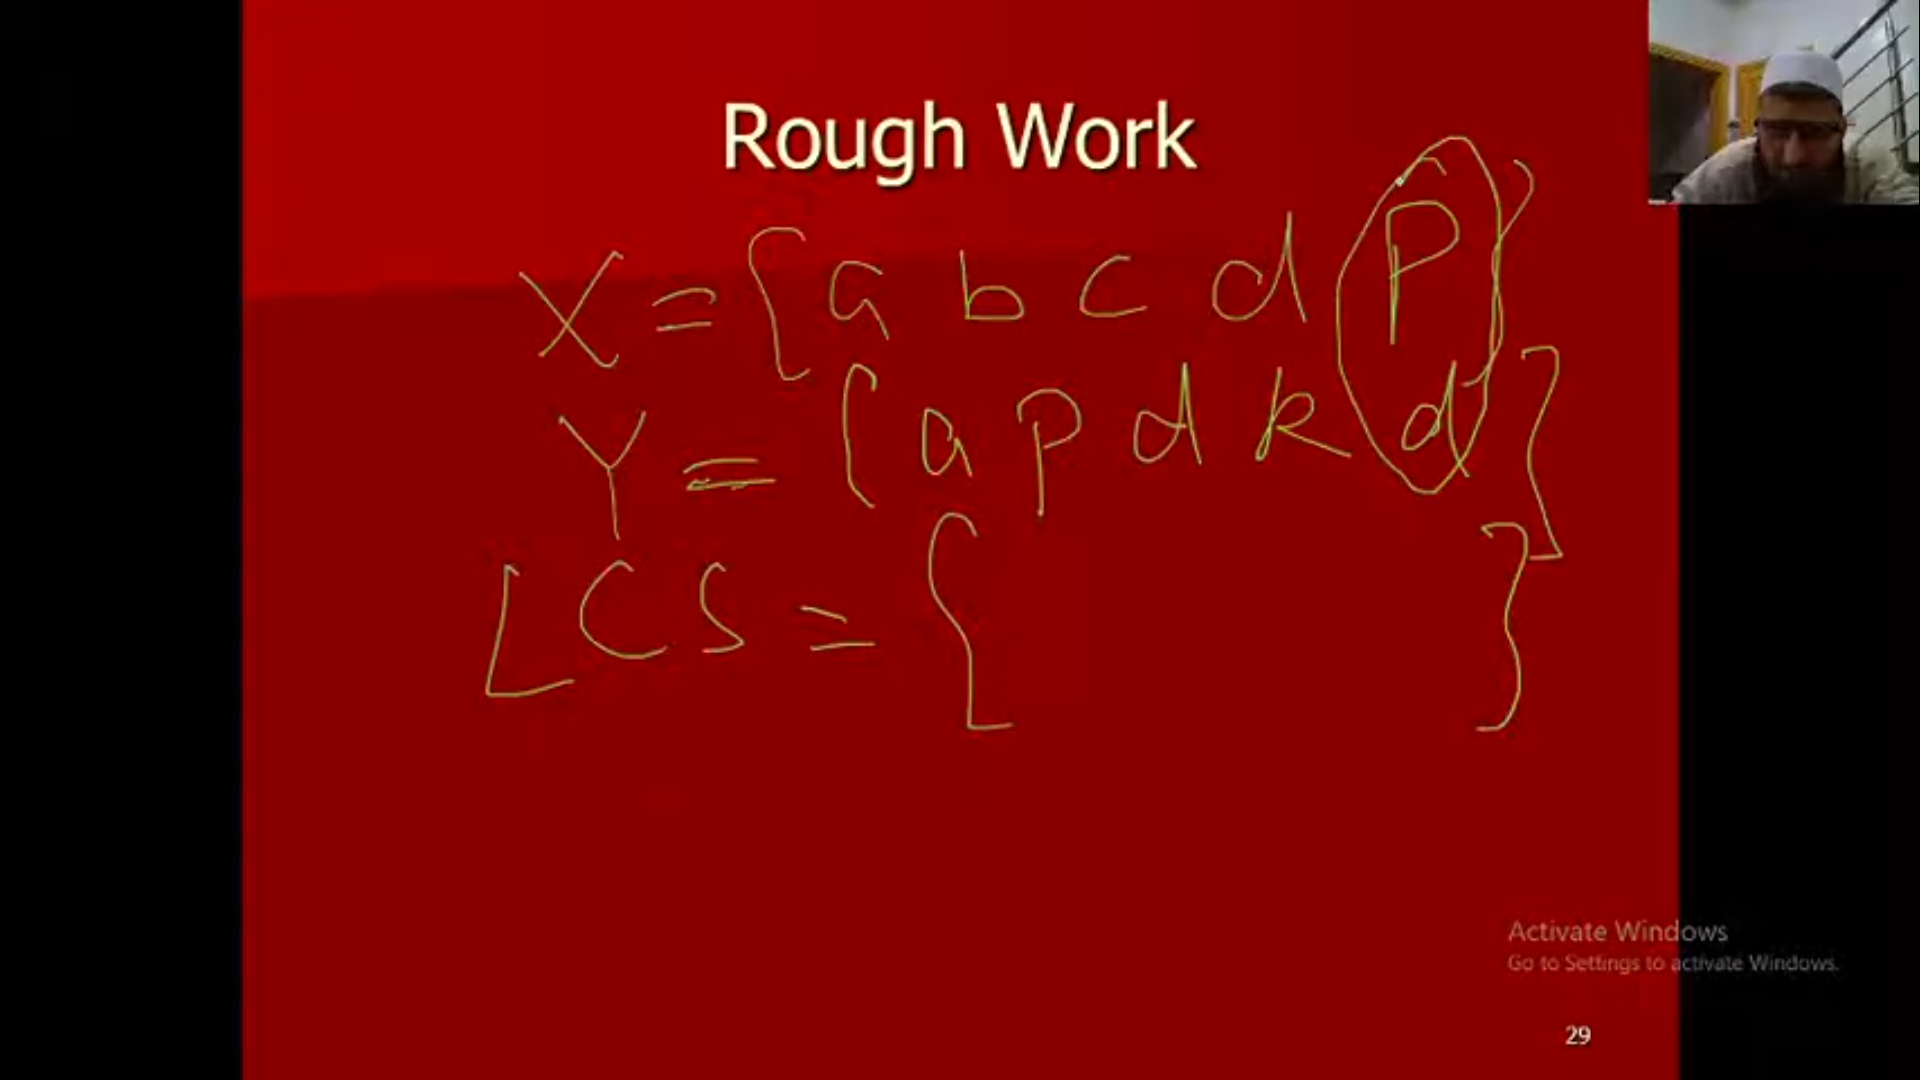 Rough Work
X = { a b c d P }
Y = { a p d k d }
LCS = { }
Activate Windows
Go to Settings to activate Windows.
29